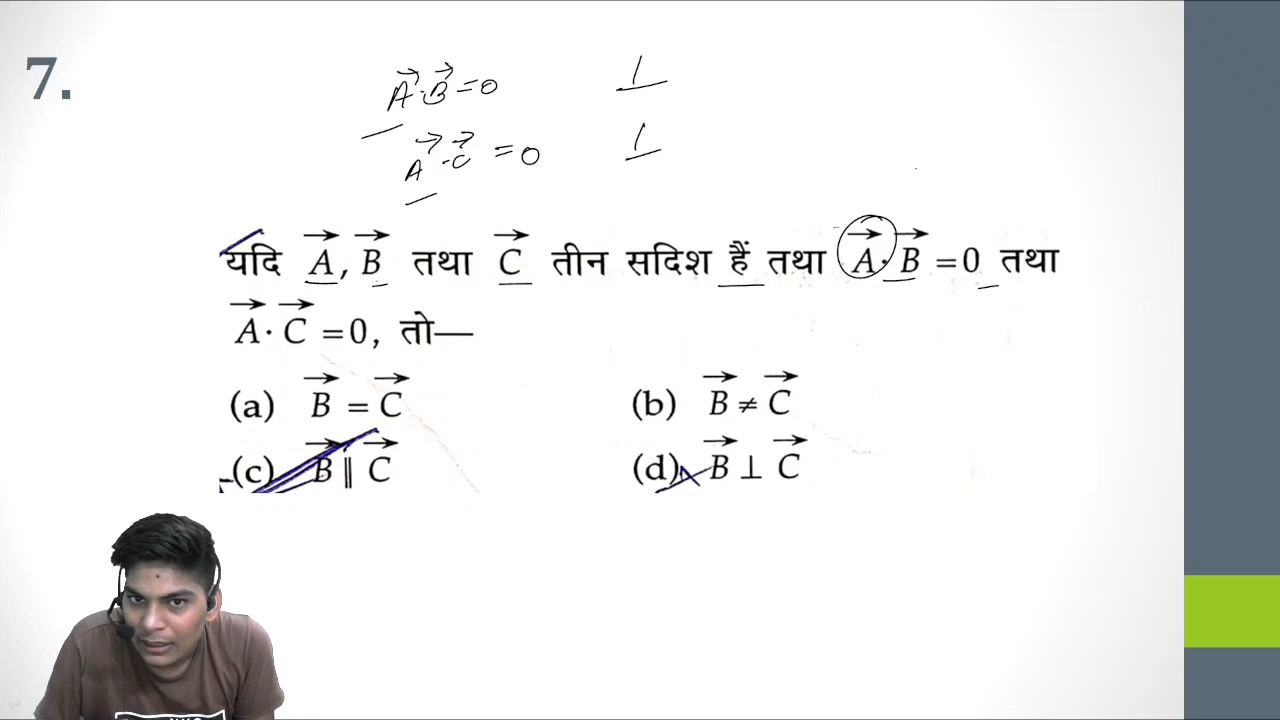 7.
A⃗·B⃗=0 ⊥
A⃗·C⃗=0 ⊥
यदि A⃗, B⃗ तथा C⃗ तीन सदिश हैं तथा A⃗·B⃗=0 तथा
A⃗·C⃗=0, तो—
(a) B⃗ = C⃗ (b) B⃗ ≠ C⃗
(c) B⃗ ∥ C⃗ (d) B⃗ ⊥ C⃗